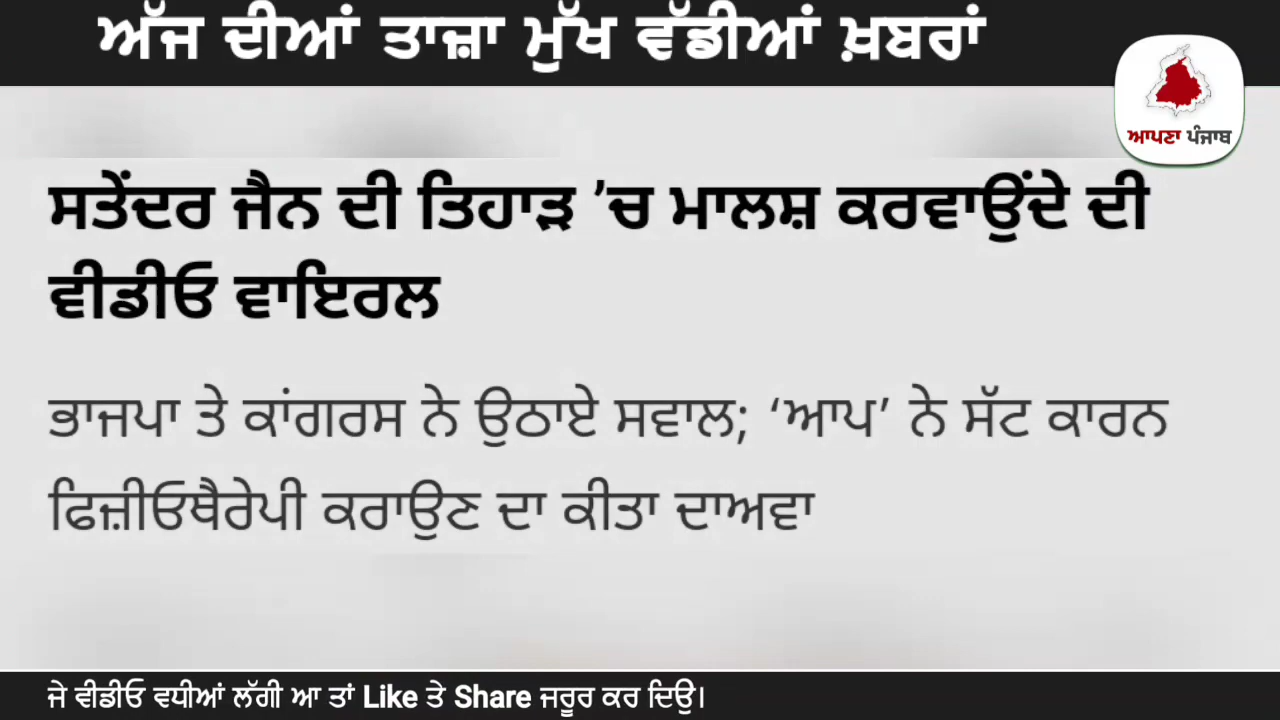 ਅੱਜ ਦੀਆਂ ਤਾਜ਼ਾ ਮੁੱਖ ਵੱਡੀਆਂ ਖ਼ਬਰਾਂ
ਆਪਣਾ ਪੰਜਾਬ
ਸਤੇਂਦਰ ਜੈਨ ਦੀ ਤਿਹਾੜ ’ਚ ਮਾਲਸ਼ ਕਰਵਾਉਂਦੇ ਦੀ
ਵੀਡੀਓ ਵਾਇਰਲ
ਭਾਜਪਾ ਤੇ ਕਾਂਗਰਸ ਨੇ ਉਠਾਏ ਸਵਾਲ; ‘ਆਪ’ ਨੇ ਸੱਟ ਕਾਰਨ
ਫਿਜ਼ੀਓਥੈਰੇਪੀ ਕਰਾਉਣ ਦਾ ਕੀਤਾ ਦਾਅਵਾ
ਜੇ ਵੀਡੀਓ ਵਧੀਆਂ ਲੱਗੀ ਆ ਤਾਂ Like ਤੇ Share ਜਰੂਰ ਕਰ ਦਿਉ।